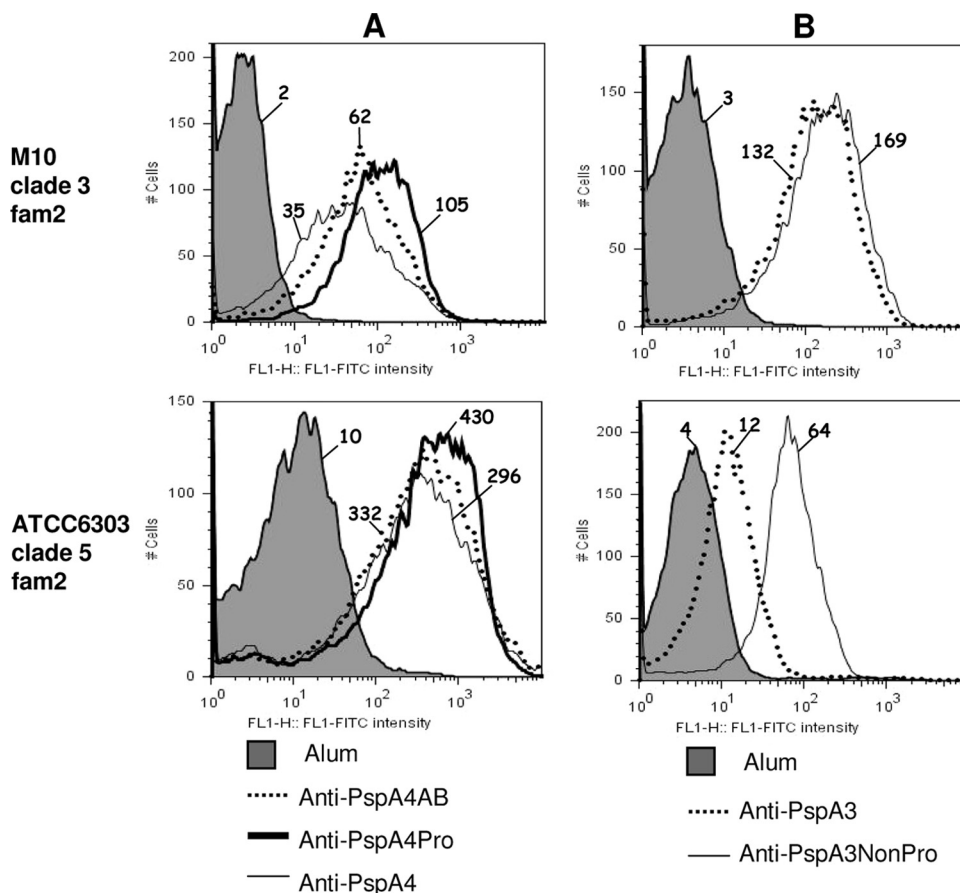 A
B
M10
clade 3
fam2
200
150
100
50
0
# Cells
2
62
35
105
10^0
10^1
10^2
10^3
FL1-H:: FL1-FITC intensity
150
100
50
0
# Cells
3
132
169
10^0
10^1
10^2
10^3
FL1-H:: FL1-FITC intensity
ATCC6303
clade 5
fam2
150
100
50
0
# Cells
10
332
430
296
10^0
10^1
10^2
10^3
FL1-H:: FL1-FITC intensity
200
150
100
50
0
# Cells
4
12
64
10^0
10^1
10^2
10^3
FL1-H:: FL1-FITC intensity
Alum
Anti-PspA4AB
Anti-PspA4Pro
Anti-PspA4
Alum
Anti-PspA3
Anti-PspA3NonPro